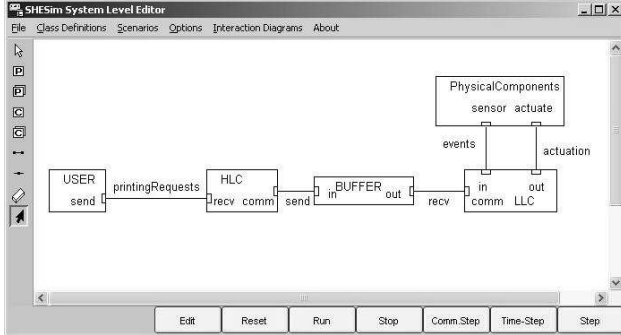 SHESim System Level Editor
File Class Definitions Scenarios Options Interaction Diagrams About
P
P
C
C
PhysicalComponents
sensor actuate
events
actuation
USER
send
printingRequests
HLC
recv comm
send
BUFFER
in out
recv
in out
comm LLC
Edit Reset Run Stop Comm.Step Time-Step Step